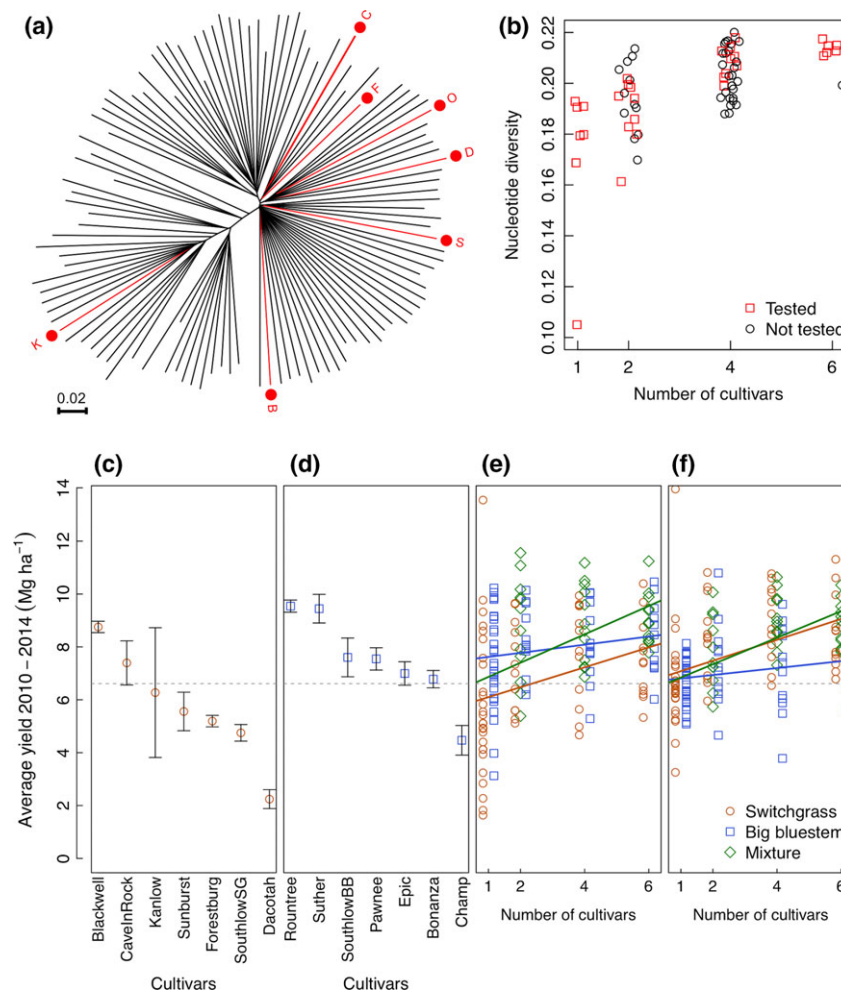 (a)
C
F
O
D
S
K
B
0.02
(b)
Nucleotide diversity
0.22
0.20
0.18
0.16
0.14
0.12
0.10
Tested
Not tested
1 2 4 6
Number of cultivars
(c) (d) (e) (f)
Average yield 2010 – 2014 (Mg ha−1)
14
12
10
8
6
4
2
0
Blackwell
CaveInRock
Kanlow
Sunburst
Forestburg
SouthlowSG
Dacotah
Cultivars
Rountree
Suther
SouthlowBB
Pawnee
Epic
Bonanza
Champ
Cultivars
1 2 4 6
Number of cultivars
Switchgrass
Big bluestem
Mixture
1 2 4 6
Number of cultivars